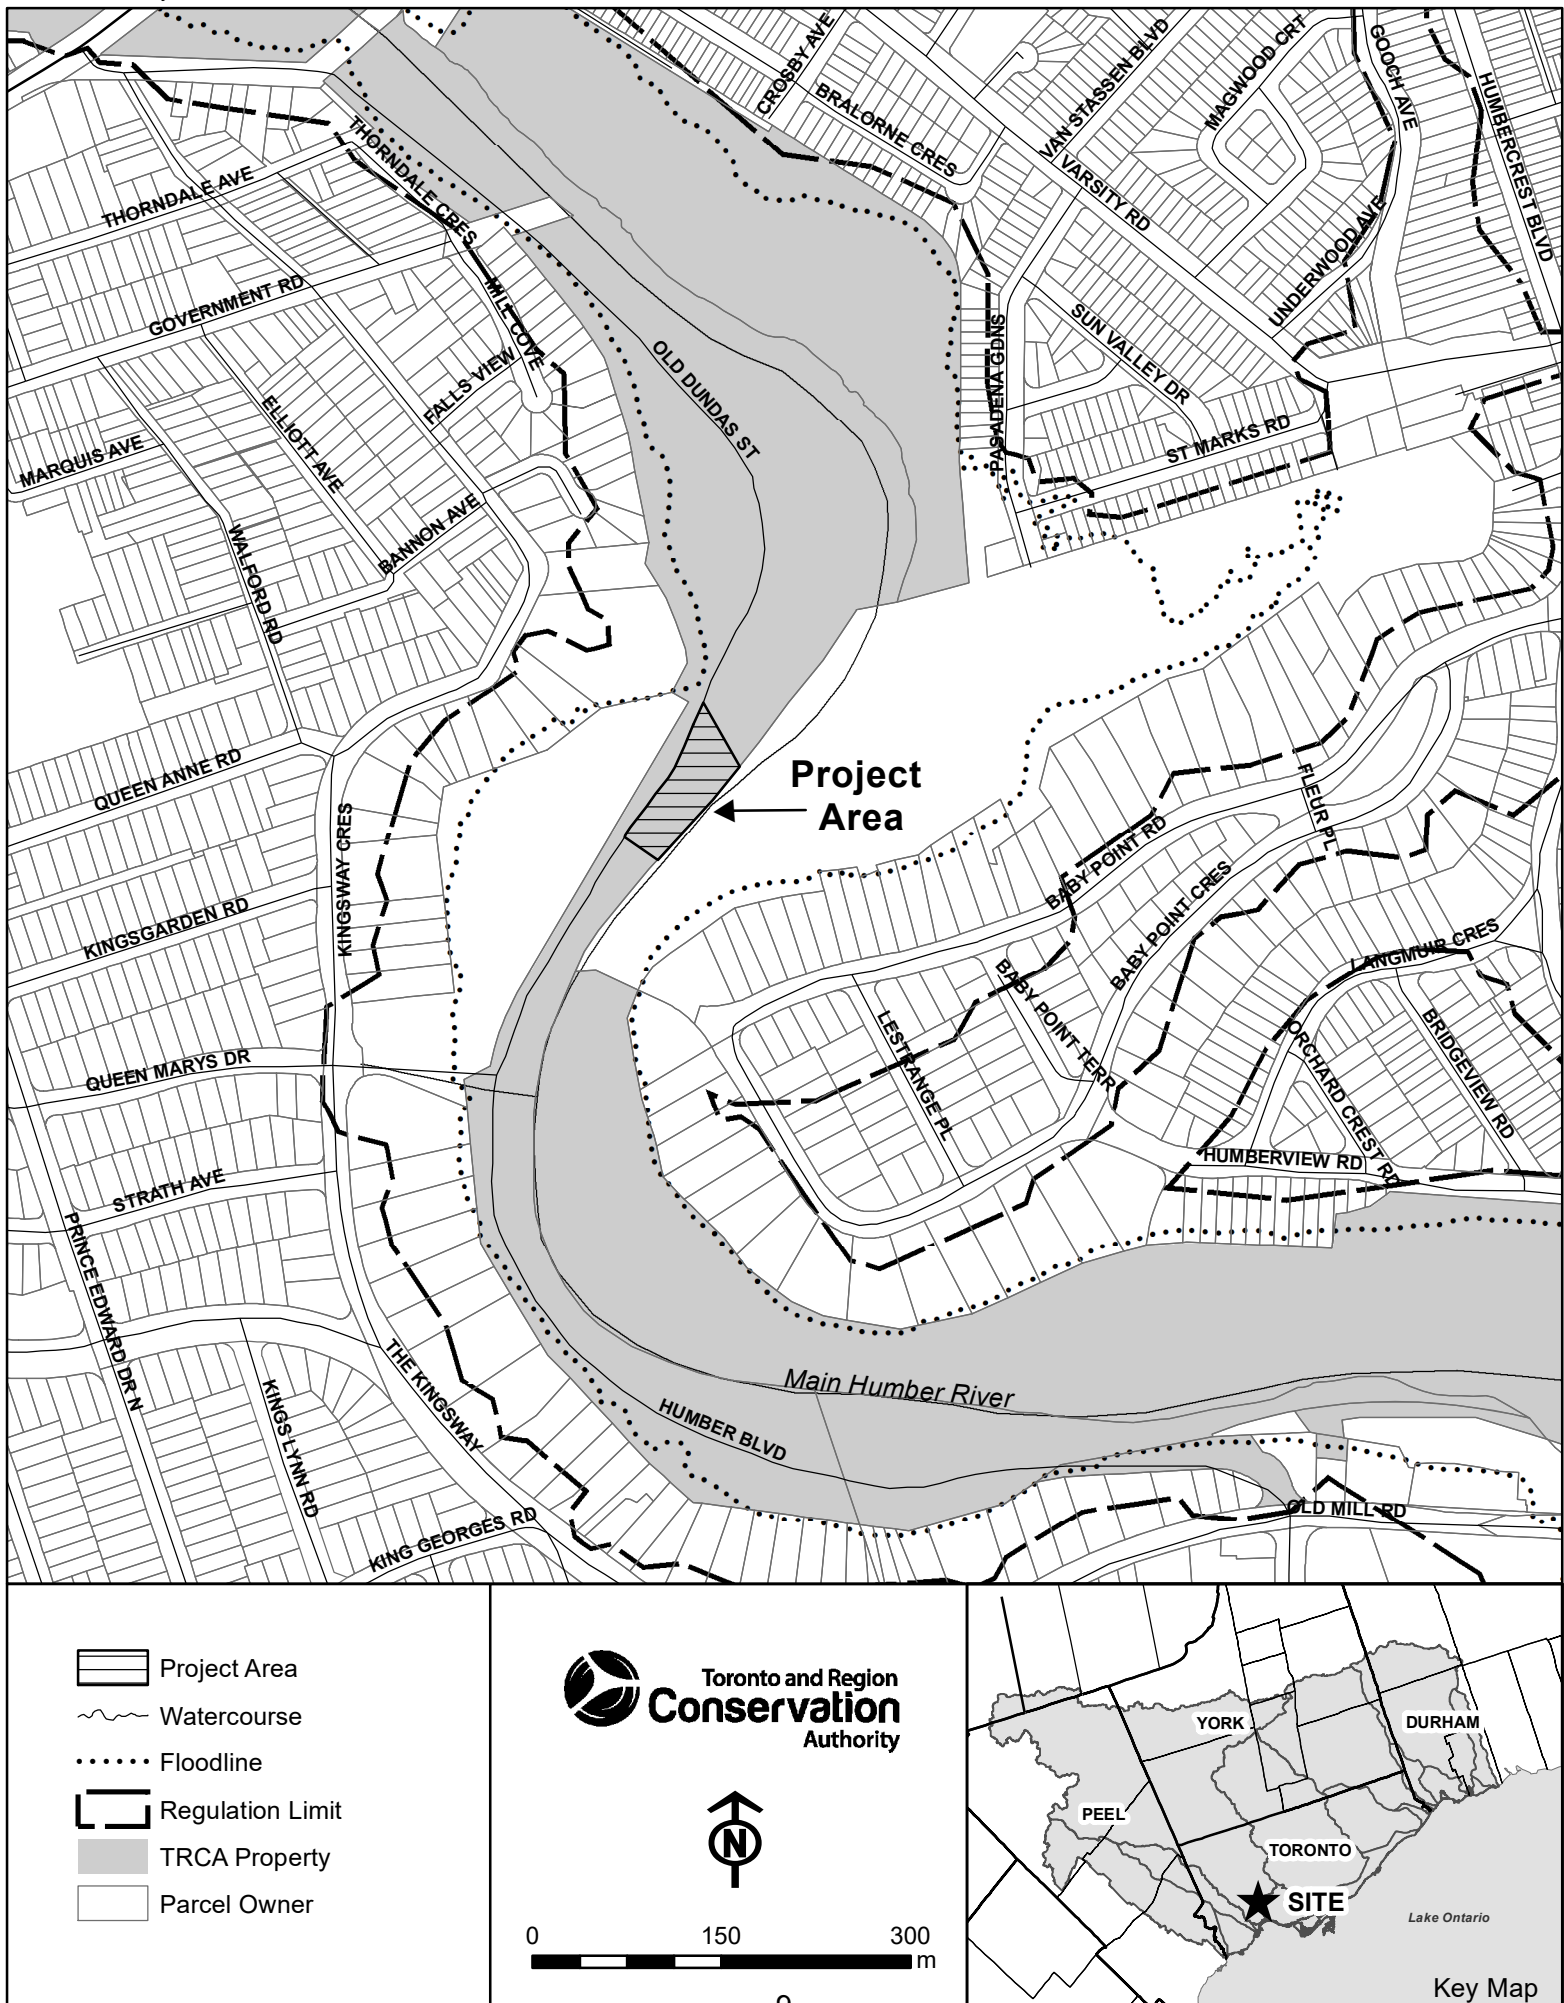 CROSBY AVE
BRALORNE CRES
VAN STASSEN BLVD
MAGWOOD CRT
GOOCH AVE
HUMBERCREST BLVD
VARSITY RD
UNDERWOOD AVE
THORNDALE AVE
THORNDALE CRES
GOVERNMENT RD
MILL COVE
FALLS VIEW
ELLIOTT AVE
MARQUIS AVE
BANNON AVE
WALFORD RD
OLD DUNDAS ST
PASADENA GDNS
SUN VALLEY DR
ST MARKS RD
QUEEN ANNE RD
KINGSWAY CRES
KINGSGARDEN RD
Project
Area
FLEUR PL
BABY POINT RD
BABY POINT CRES
BABY POINT TERR
LESTRANGE PL
LANGMUIR CRES
ORCHARD CREST RD
BRIDGEVIEW RD
HUMBERVIEW RD
QUEEN MARYS DR
STRATH AVE
PRINCE EDWARD DR N
THE KINGSWAY
KINGS LYNN RD
KING GEORGES RD
Main Humber River
HUMBER BLVD
OLD MILL RD
Project Area
Watercourse
Floodline
Regulation Limit
TRCA Property
Parcel Owner
Toronto and Region
Conservation
Authority
N
0 150 300
m
YORK
DURHAM
PEEL
TORONTO
SITE
Lake Ontario
Key Map